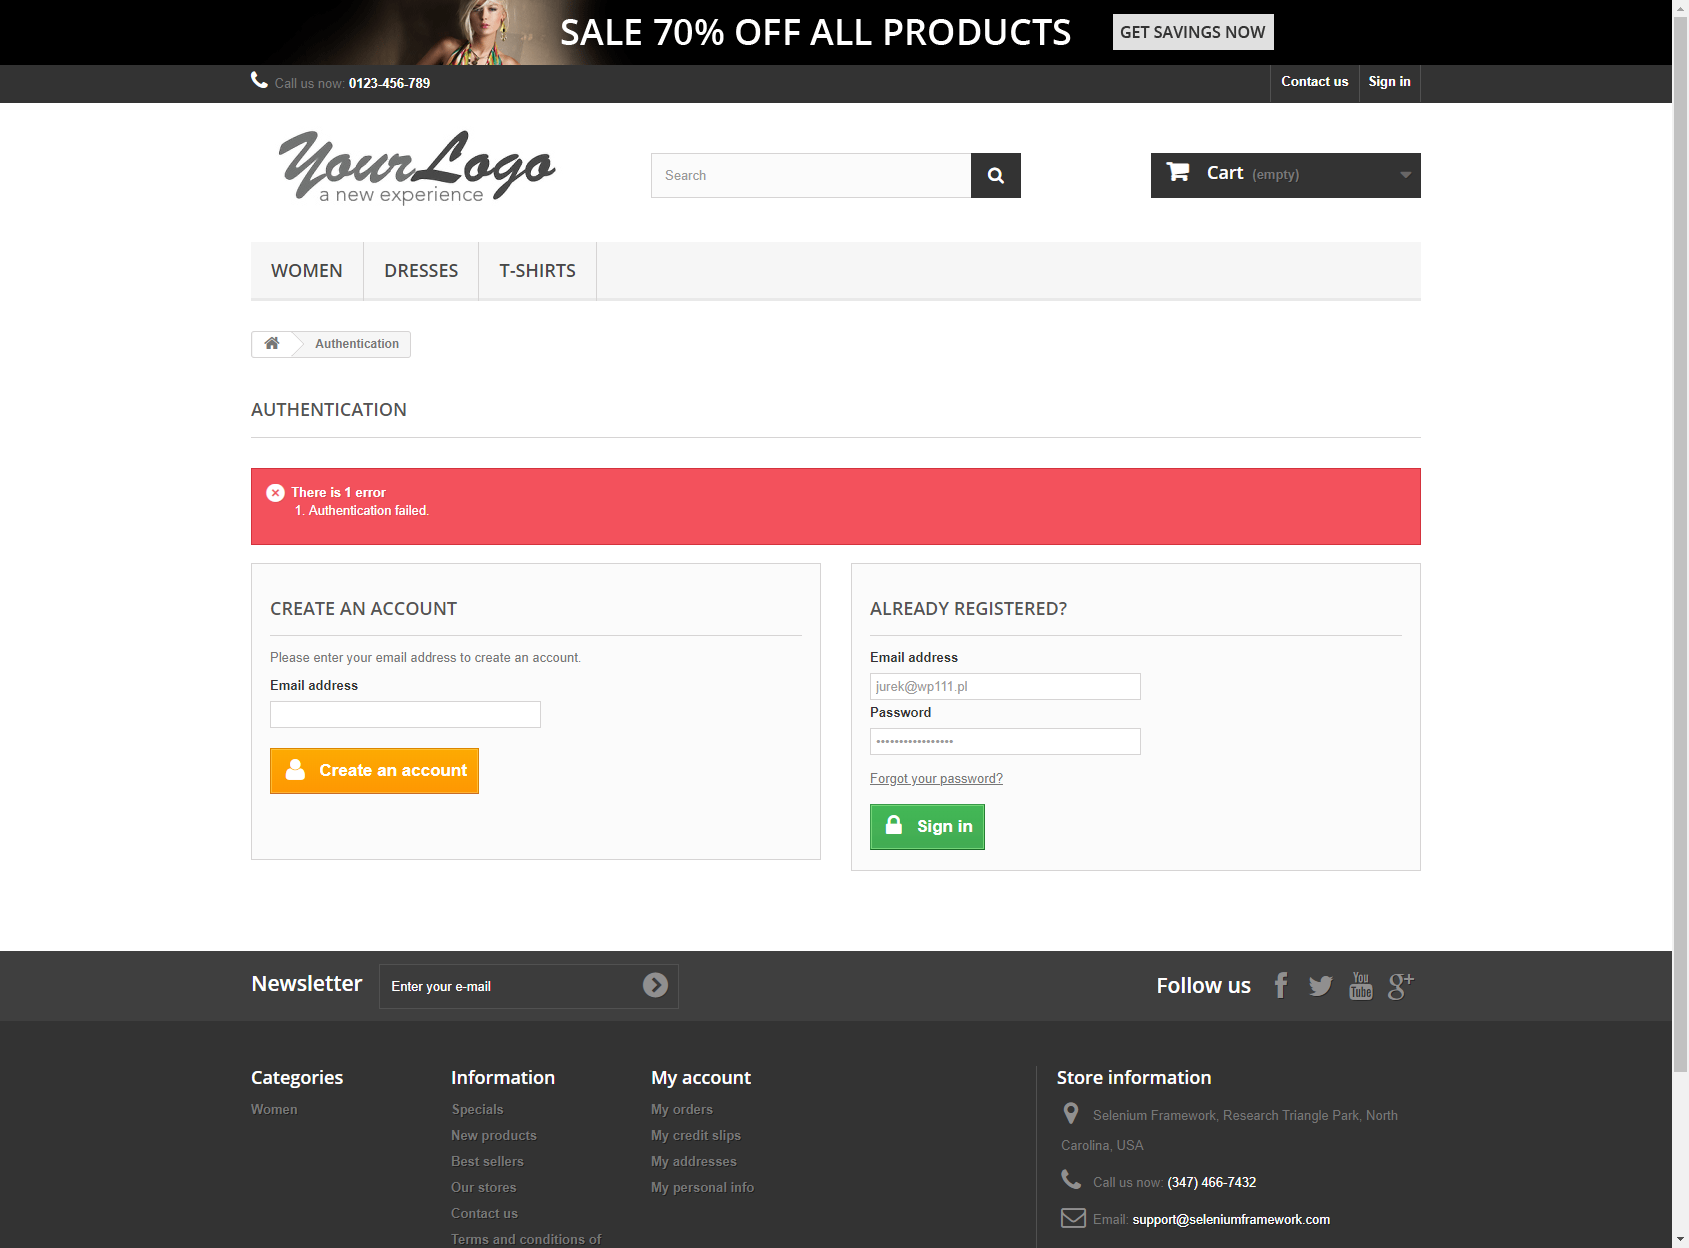 SALE 70% OFF ALL PRODUCTS
GET SAVINGS NOW
Call us now: 0123-456-789
Contact us
Sign in
YourLogo
a new experience
Search
Cart (empty)
WOMEN
DRESSES
T-SHIRTS
Authentication
AUTHENTICATION
There is 1 error
1. Authentication failed.
CREATE AN ACCOUNT
Please enter your email address to create an account.
Email address
Create an account
ALREADY REGISTERED?
Email address
jurek@wp111.pl
Password
•••••••••••••••••
Forgot your password?
Sign in
Newsletter
Enter your e-mail
Follow us
You
Tube
g+
Categories
Women
Information
Specials
New products
Best sellers
Our stores
Contact us
Terms and conditions of
My account
My orders
My credit slips
My addresses
My personal info
Store information
Selenium Framework, Research Triangle Park, North
Carolina, USA
Call us now: (347) 466-7432
Email: support@seleniumframework.com